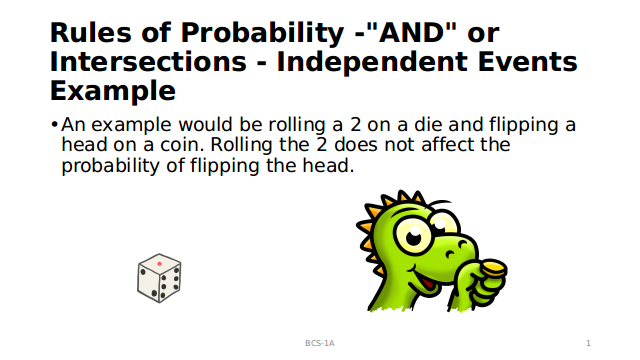 Rules of Probability -"AND" or
Intersections - Independent Events
Example
•An example would be rolling a 2 on a die and flipping a
head on a coin. Rolling the 2 does not affect the
probability of flipping the head.
BCS-1A
1